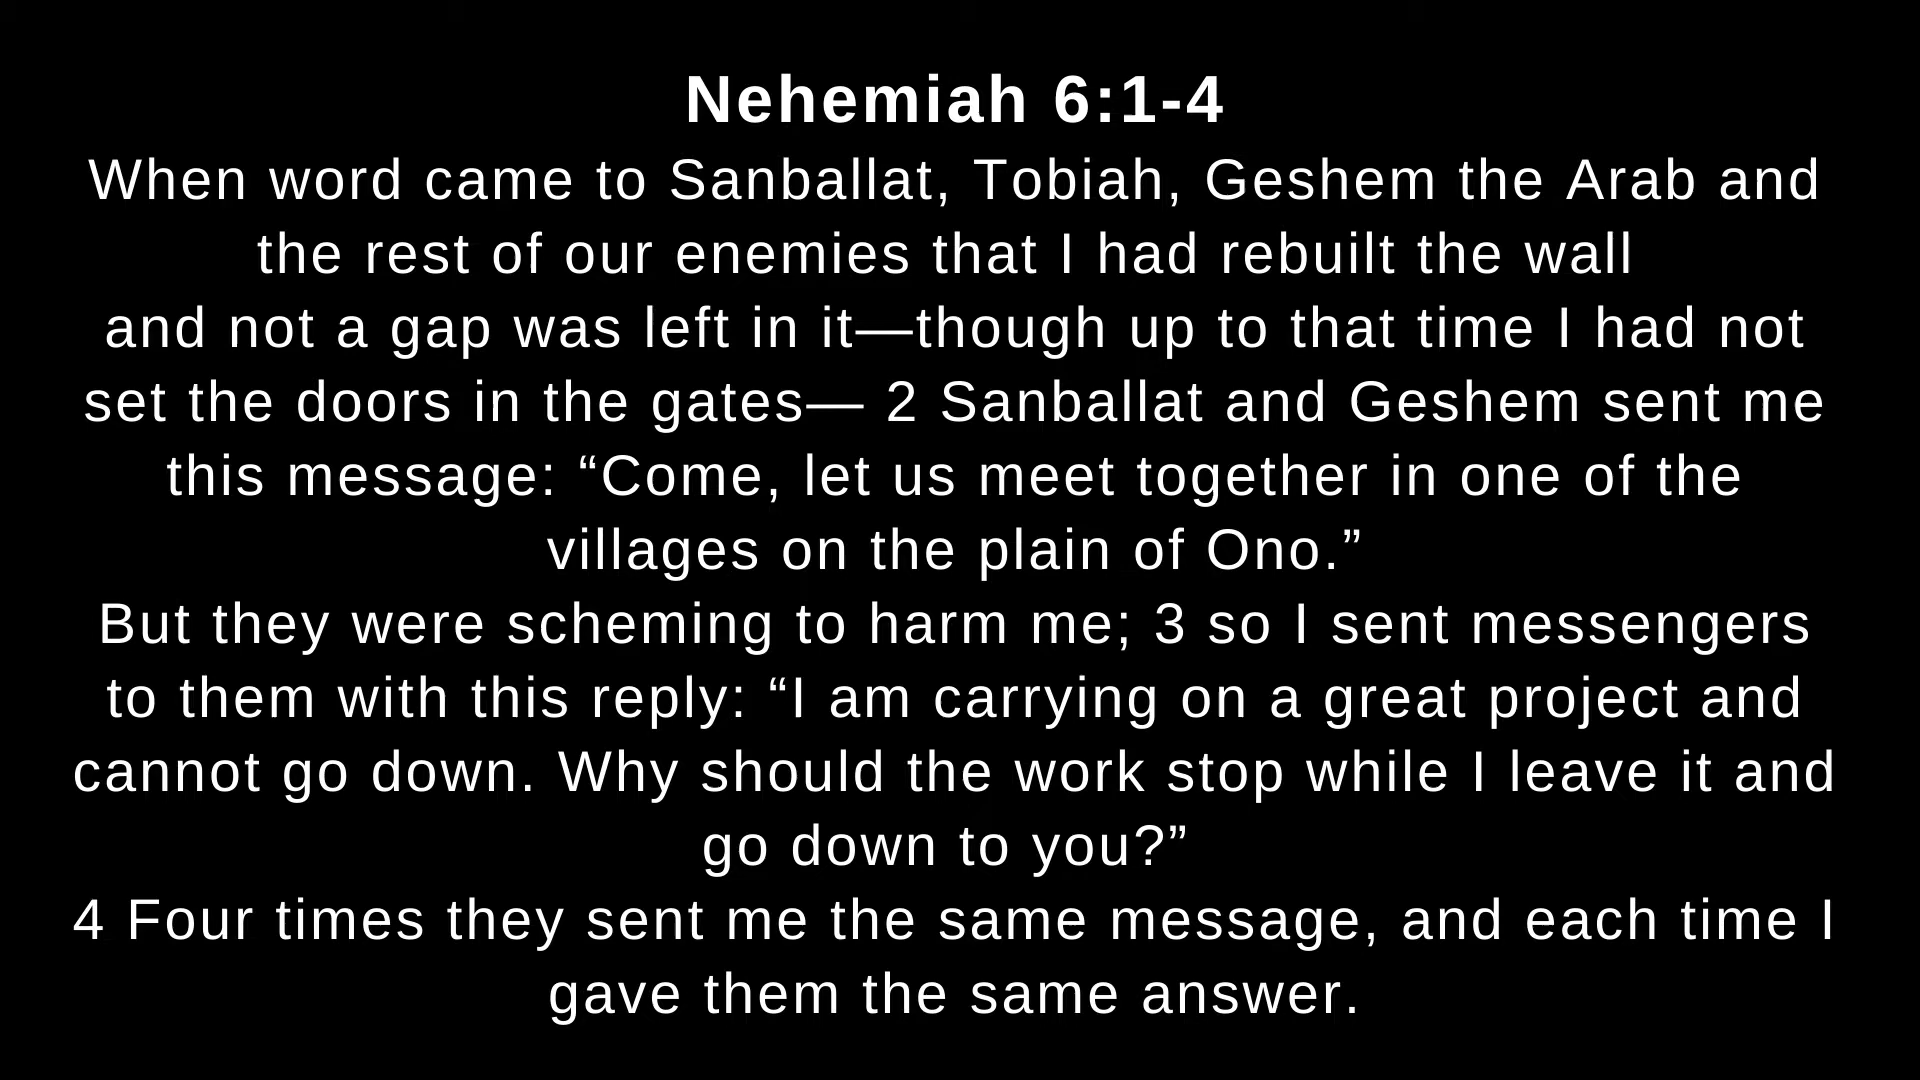 Nehemiah 6:1-4
When word came to Sanballat, Tobiah, Geshem the Arab and
the rest of our enemies that I had rebuilt the wall
and not a gap was left in it—though up to that time I had not
set the doors in the gates— 2 Sanballat and Geshem sent me
this message: “Come, let us meet together in one of the
villages on the plain of Ono.”
But they were scheming to harm me; 3 so I sent messengers
to them with this reply: “I am carrying on a great project and
cannot go down. Why should the work stop while I leave it and
go down to you?”
4 Four times they sent me the same message, and each time I
gave them the same answer.